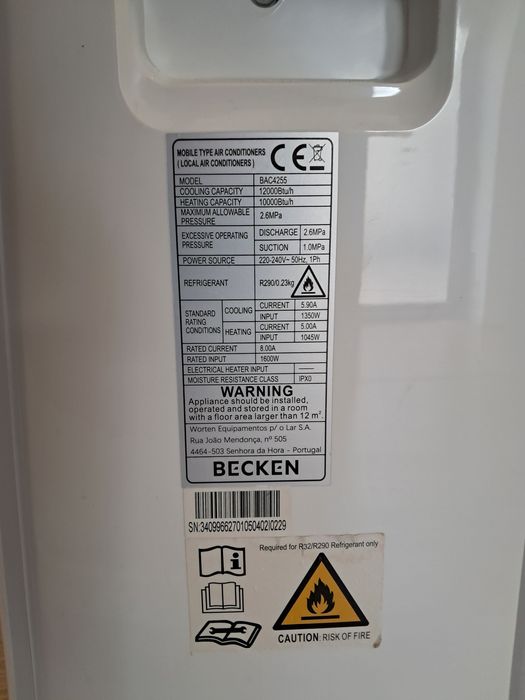 MOBILE TYPE AIR CONDITIONERS
( LOCAL AIR CONDITIONERS )
CE
MODEL BAC4255
COOLING CAPACITY 12000Btu/h
HEATING CAPACITY 10000Btu/h
MAXIMUM ALLOWABLE PRESSURE 2.6MPa
EXCESSIVE OPERATING PRESSURE DISCHARGE 2.6MPa
SUCTION 1.0MPa
POWER SOURCE 220-240V~ 50Hz, 1Ph
REFRIGERANT R290/0.23kg
STANDARD RATING CONDITIONS COOLING CURRENT 5.90A
INPUT 1350W
HEATING CURRENT 5.00A
INPUT 1045W
RATED CURRENT 8.00A
RATED INPUT 1600W
ELECTRICAL HEATER INPUT ——
MOISTURE RESISTANCE CLASS IPX0
WARNING
Appliance should be installed,
operated and stored in a room
with a floor area larger than 12 m².
Worten Equipamentos p/ o Lar S.A.
Rua João Mendonça, nº 505
4464-503 Senhora da Hora - Portugal
BECKEN
SN:34099662701050402I0229
Required for R32/R290 Refrigerant only
CAUTION: RISK OF FIRE